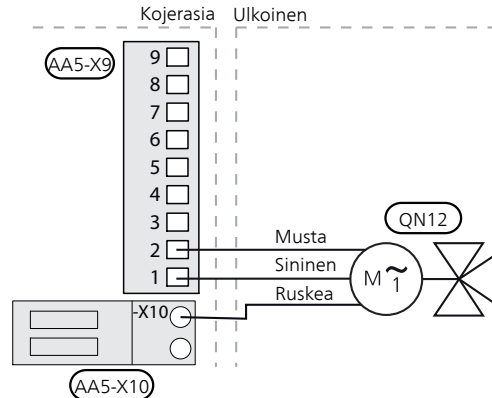 Kojerasia Ulkoinen
AA5-X9
9
8
7
6
5
4
3
2
1
Musta
Sininen
Ruskea
QN12
M ~ 1
-X10
AA5-X10